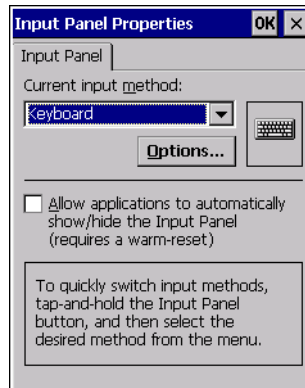 Input Panel Properties OK ×
Input Panel
Current input method:
Keyboard
Options...
Allow applications to automatically
show/hide the Input Panel
(requires a warm-reset)
To quickly switch input methods,
tap-and-hold the Input Panel
button, and then select the
desired method from the menu.